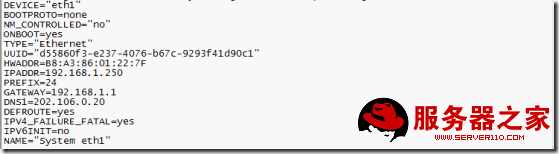 DEVICE="eth1"
BOOTPROTO=none
NM_CONTROLLED="no"
ONBOOT=yes
TYPE="Ethernet"
UUID="d55860f3-e237-4076-b67c-9293f41d90c1"
HWADDR=B8:A3:86:01:22:7F
IPADDR=192.168.1.250
PREFIX=24
GATEWAY=192.168.1.1
DNS1=202.106.0.20
DEFROUTE=yes
IPV4_FAILURE_FATAL=yes
IPV6INIT=no
NAME="System eth1"
服务器之家
WWW.SERVER110.COM